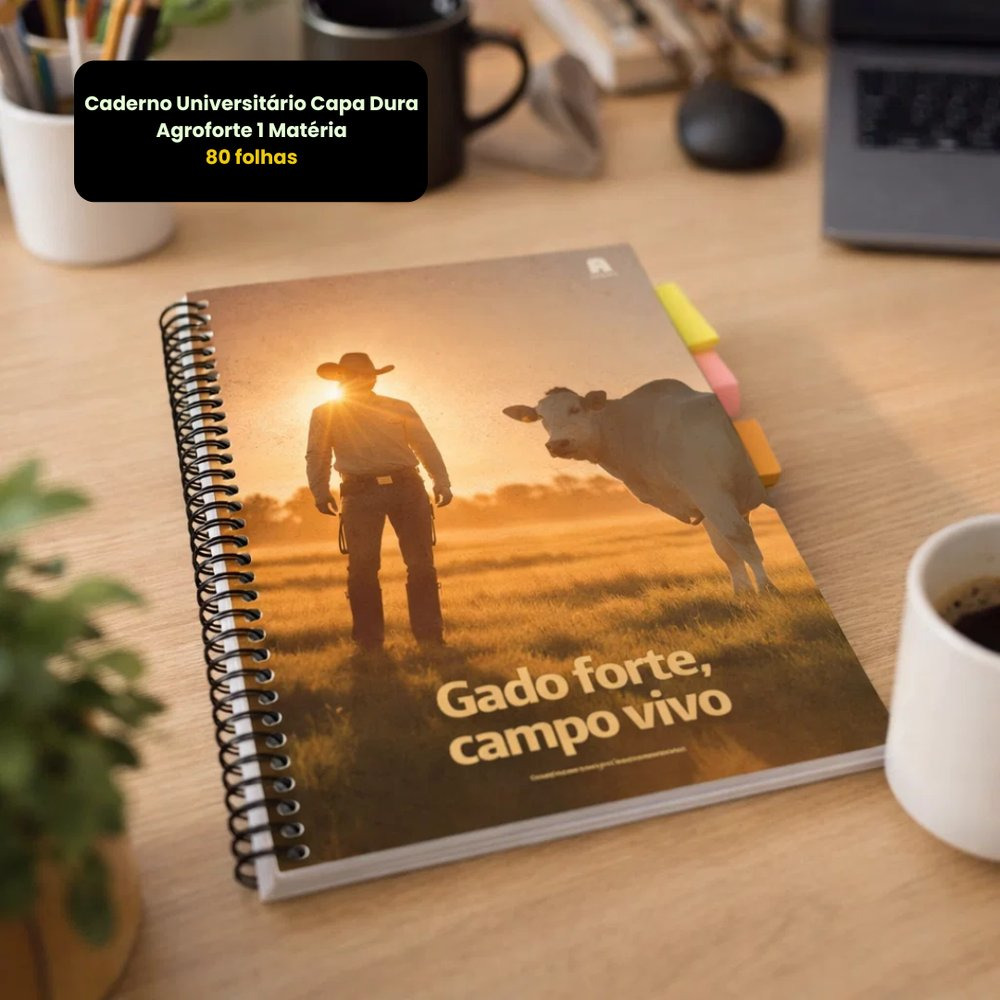 Caderno Universitário Capa Dura
Agroforte 1 Matéria
80 folhas
Gado forte,
campo vivo